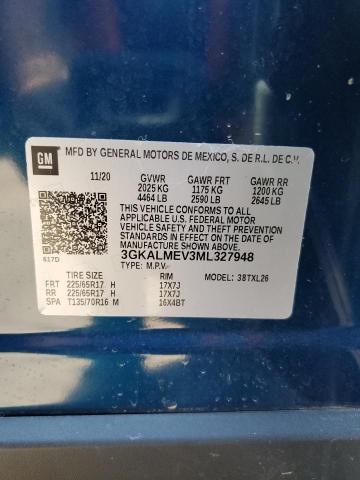 GM
MFD BY GENERAL MOTORS DE MEXICO, S. DE R.L. DE C.V.
11/20 GVWR GAWR FRT GAWR RR
2025 KG 1175 KG 1200 KG
4464 LB 2590 LB 2645 LB
THIS VEHICLE CONFORMS TO ALL
APPLICABLE U.S. FEDERAL MOTOR
VEHICLE SAFETY AND THEFT PREVENTION
STANDARDS IN EFFECT ON THE DATE OF
MANUFACTURE SHOWN ABOVE.
617D 3GKALMEV3ML327948
TYPE: M.P.V. MODEL: 38TXL26
TIRE SIZE SPEED RTG RIM
FRT 225/65R17 H 17X7J
RR 225/65R17 H 17X7J
SPA T135/70R16 M 16X4BT